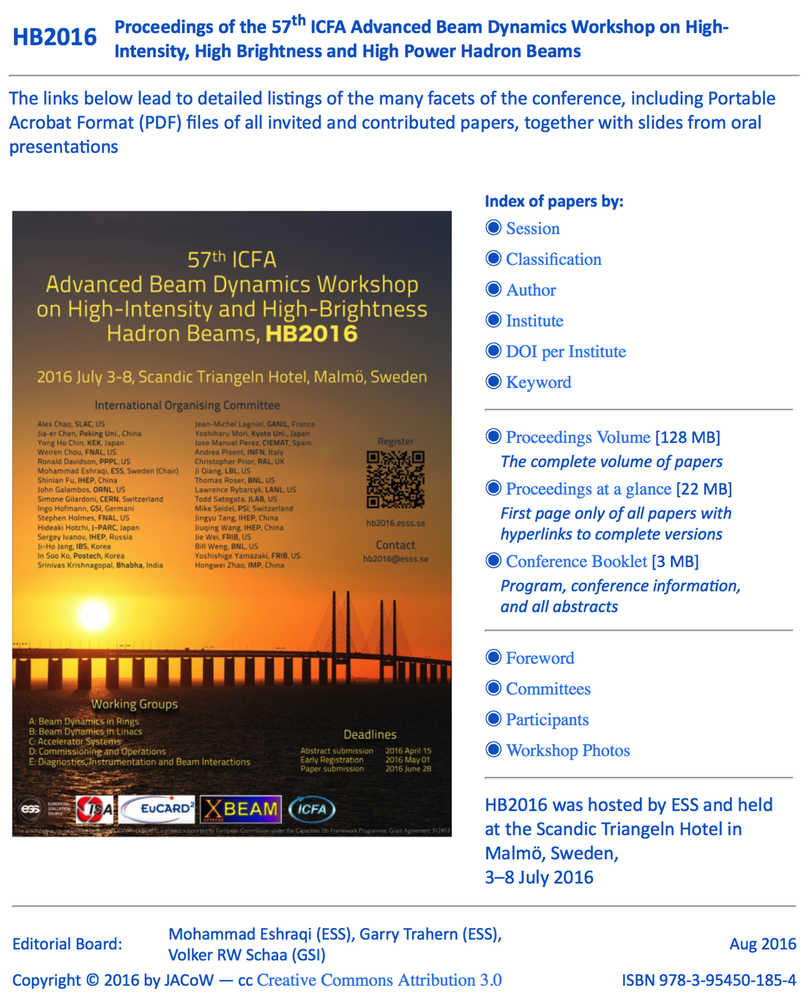 HB2016
Proceedings of the 57th ICFA Advanced Beam Dynamics Workshop on High-
Intensity, High Brightness and High Power Hadron Beams
The links below lead to detailed listings of the many facets of the conference, including Portable
Acrobat Format (PDF) files of all invited and contributed papers, together with slides from oral
presentations
57th ICFA
Advanced Beam Dynamics Workshop
on High-Intensity and High-Brightness
Hadron Beams, HB2016
2016 July 3-8, Scandic Triangeln Hotel, Malmö, Sweden
International Organising Committee
Alex Chao, SLAC, US
Jia-er Chen, Peking Uni., China
Yong Ho Chin, KEK, Japan
Weiren Chou, FNAL, US
Ronald Davidson, PPPL, US
Mohammad Eshraqi, ESS, Sweden (Chair)
Shinian Fu, IHEP, China
John Galambos, ORNL, US
Simone Gilardoni, CERN, Switzerland
Ingo Hofmann, GSI, Germani
Stephen Holmes, FNAL, US
Hideaki Hotchi, J-PARC, Japan
Sergey Ivanov, IHEP, Russia
Ji-Ho Jang, IBS, Korea
In Soo Ko, Postech, Korea
Srinivas Krishnagopal, Bhabha, India
Jean-Michel Lagniel, GANIL, France
Yoshiharu Mori, Kyoto Uni., Japan
Jose Manuel Perez, CIEMAT, Spain
Andrea Pisent, INFN, Italy
Christopher Prior, RAL, UK
Ji Qiang, LBL, US
Thomas Roser, BNL, US
Lawrence Rybarcyk, LANL, US
Todd Satogata, JLAB, US
Mike Seidel, PSI, Switzerland
Jingyu Tang, IHEP, China
Jiuqing Wang, IHEP, China
Jie Wei, FRIB, US
Bill Weng, BNL, US
Yoshishige Yamazaki, FRIB, US
Hongwei Zhao, IMP, China
Register
hb2016.esss.se
Contact
hb2016@esss.se
Working Groups
A: Beam Dynamics in Rings
B: Beam Dynamics in Linacs
C: Accelerator Systems
D: Commissioning and Operations
E: Diagnostics, Instrumentation and Beam Interactions
Deadlines
Abstract submission 2016 April 15
Early Registration 2016 May 01
Paper submission 2016 June 28
ess
EUROPEAN
SPALLATION
SOURCE
ISA
EuCARD2
XBEAM
EXTREME
ICFA
Index of papers by:
Session
Classification
Author
Institute
DOI per Institute
Keyword
Proceedings Volume [128 MB]
The complete volume of papers
Proceedings at a glance [22 MB]
First page only of all papers with
hyperlinks to complete versions
Conference Booklet [3 MB]
Program, conference information,
and all abstracts
Foreword
Committees
Participants
Workshop Photos
HB2016 was hosted by ESS and held
at the Scandic Triangeln Hotel in
Malmö, Sweden,
3–8 July 2016
Editorial Board:
Mohammad Eshraqi (ESS), Garry Trahern (ESS),
Volker RW Schaa (GSI)
Aug 2016
Copyright © 2016 by JACoW — cc Creative Commons Attribution 3.0
ISBN 978-3-95450-185-4